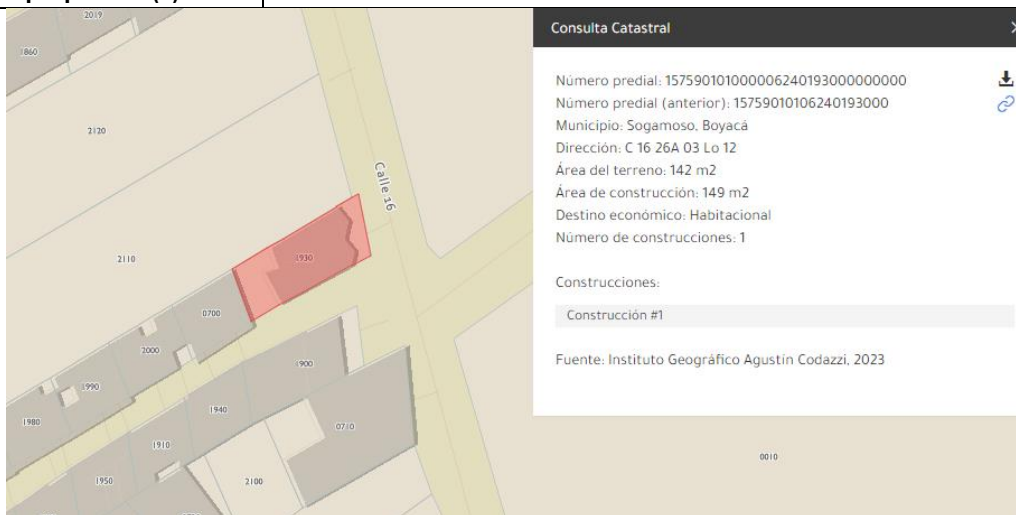 2019
1860
2120
Calle 16
2110
1930
0700
2000
1990
1980
1900
1940
0710
1910
1950
2100
0010
Consulta Catastral
Número predial: 157590101000006240193000000000
Número predial (anterior): 15759010106240193000
Municipio: Sogamoso, Boyacá
Dirección: C 16 26A 03 Lo 12
Área del terreno: 142 m2
Área de construcción: 149 m2
Destino económico: Habitacional
Número de construcciones: 1
Construcciones:
Construcción #1
Fuente: Instituto Geográfico Agustín Codazzi, 2023